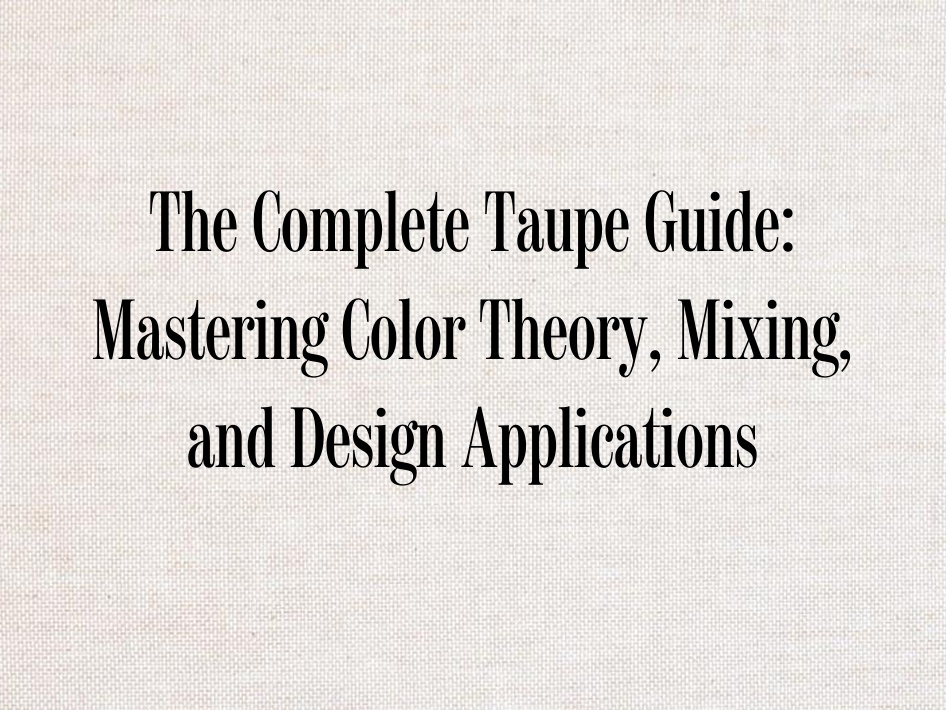 The Complete Taupe Guide:
Mastering Color Theory, Mixing,
and Design Applications